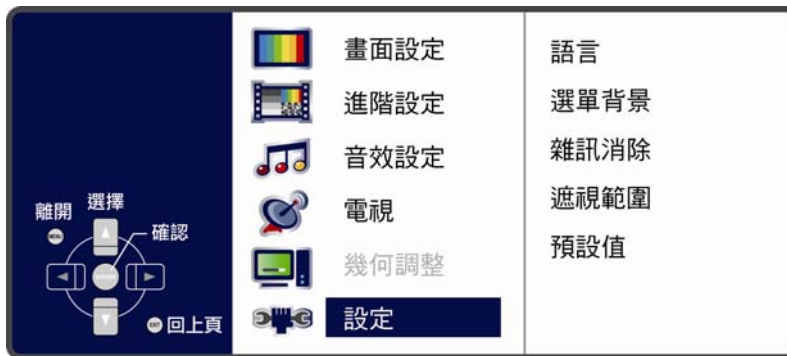 離開
選擇
確認
回上頁
畫面設定
進階設定
音效設定
電視
幾何調整
設定
語言
選單背景
雜訊消除
遮視範圍
預設值